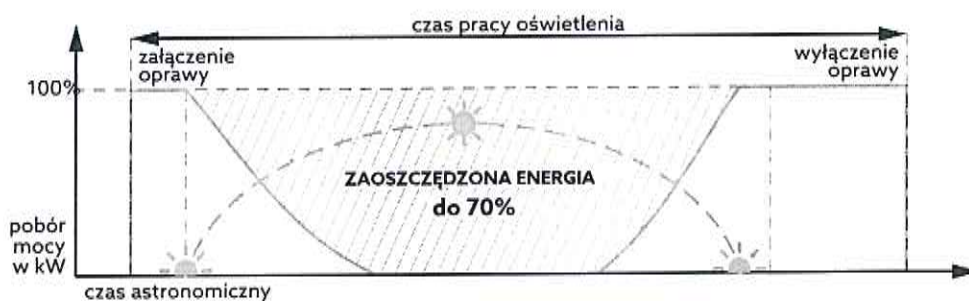 czas pracy oświetlenia
załączenie
oprawy
wyłączenie
oprawy
100%
ZAOSZCZĘDZONA ENERGIA
do 70%
pobór
mocy
w kW
czas astronomiczny